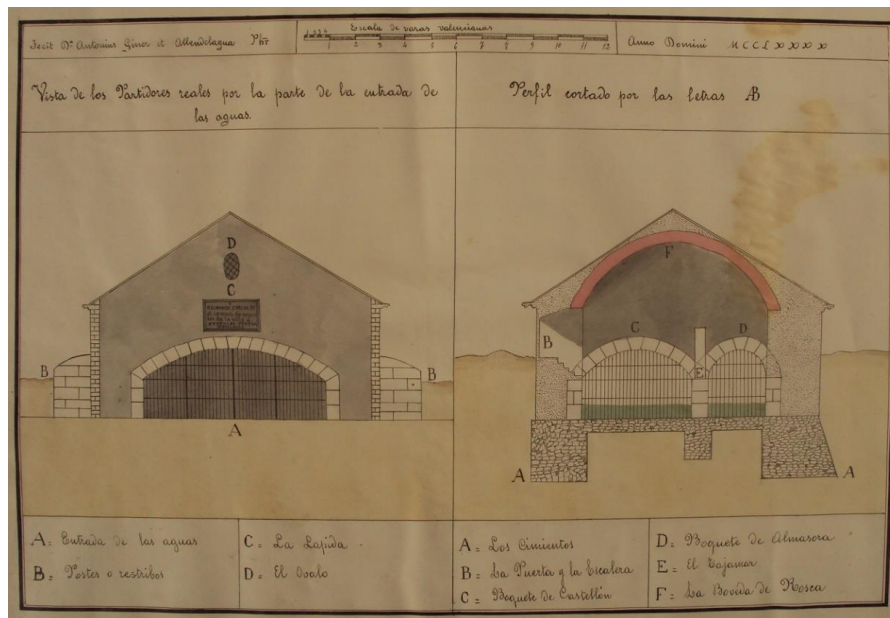 Fecit Dn Antonius Giner et Allendelagua Pbr
Escala de varas valencianas
1 2 3 4 5 6 7 8 9 10 11 12
Anno Domini
Vista de los Partidores reales por la parte de la entrada de
las aguas.
Perfil cortado por las letras AB
D
C
B
B
A
F
C
D
B
E
A
A
A = Entrada de las aguas
B = Postes o restribos
C = La Lapida
D = El Ovalo
A = Los Cimientos
B = La Puerta y la Escalera
C = Boquete de Castellón
D = Boquete de Almasora
E = El Tajamar
F = La Boveda de Rosca